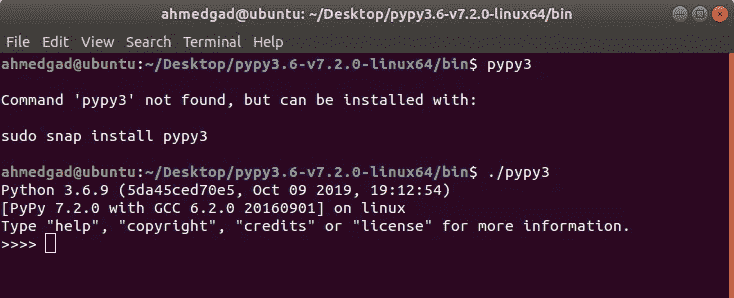 ahmedgad@ubuntu: ~/Desktop/pypy3.6-v7.2.0-linux64/bin
File Edit View Search Terminal Help
ahmedgad@ubuntu:~/Desktop/pypy3.6-v7.2.0-linux64/bin$ pypy3
Command 'pypy3' not found, but can be installed with:
sudo snap install pypy3
ahmedgad@ubuntu:~/Desktop/pypy3.6-v7.2.0-linux64/bin$ ./pypy3
Python 3.6.9 (5da45ced70e5, Oct 09 2019, 19:12:54)
[PyPy 7.2.0 with GCC 6.2.0 20160901] on linux
Type "help", "copyright", "credits" or "license" for more information.
>>>>